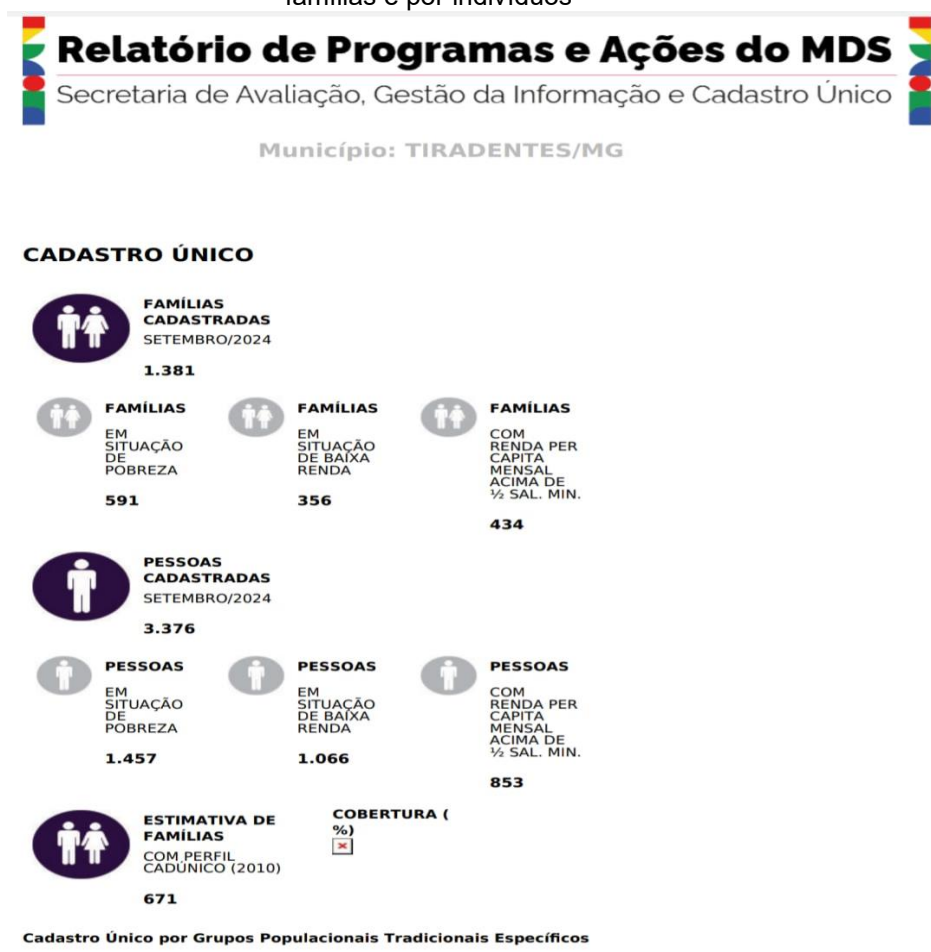 famílias e por indivíduos
Relatório de Programas e Ações do MDS
Secretaria de Avaliação, Gestão da Informação e Cadastro Único
Município: TIRADENTES/MG
CADASTRO ÚNICO
FAMÍLIAS
CADASTRADAS
SETEMBRO/2024
1.381
FAMÍLIAS
EM
SITUAÇÃO
DE
POBREZA
591
FAMÍLIAS
EM
SITUAÇÃO
DE BAIXA
RENDA
356
FAMÍLIAS
COM
RENDA PER
CAPITA
MENSAL
ACIMA DE
½ SAL. MIN.
434
PESSOAS
CADASTRADAS
SETEMBRO/2024
3.376
PESSOAS
EM
SITUAÇÃO
DE
POBREZA
1.457
PESSOAS
EM
SITUAÇÃO
DE BAIXA
RENDA
1.066
PESSOAS
COM
RENDA PER
CAPITA
MENSAL
ACIMA DE
½ SAL. MIN.
853
ESTIMATIVA DE
FAMÍLIAS
COM PERFIL
CADÚNICO (2010)
671
COBERTURA (
%)
Cadastro Único por Grupos Populacionais Tradicionais Específicos